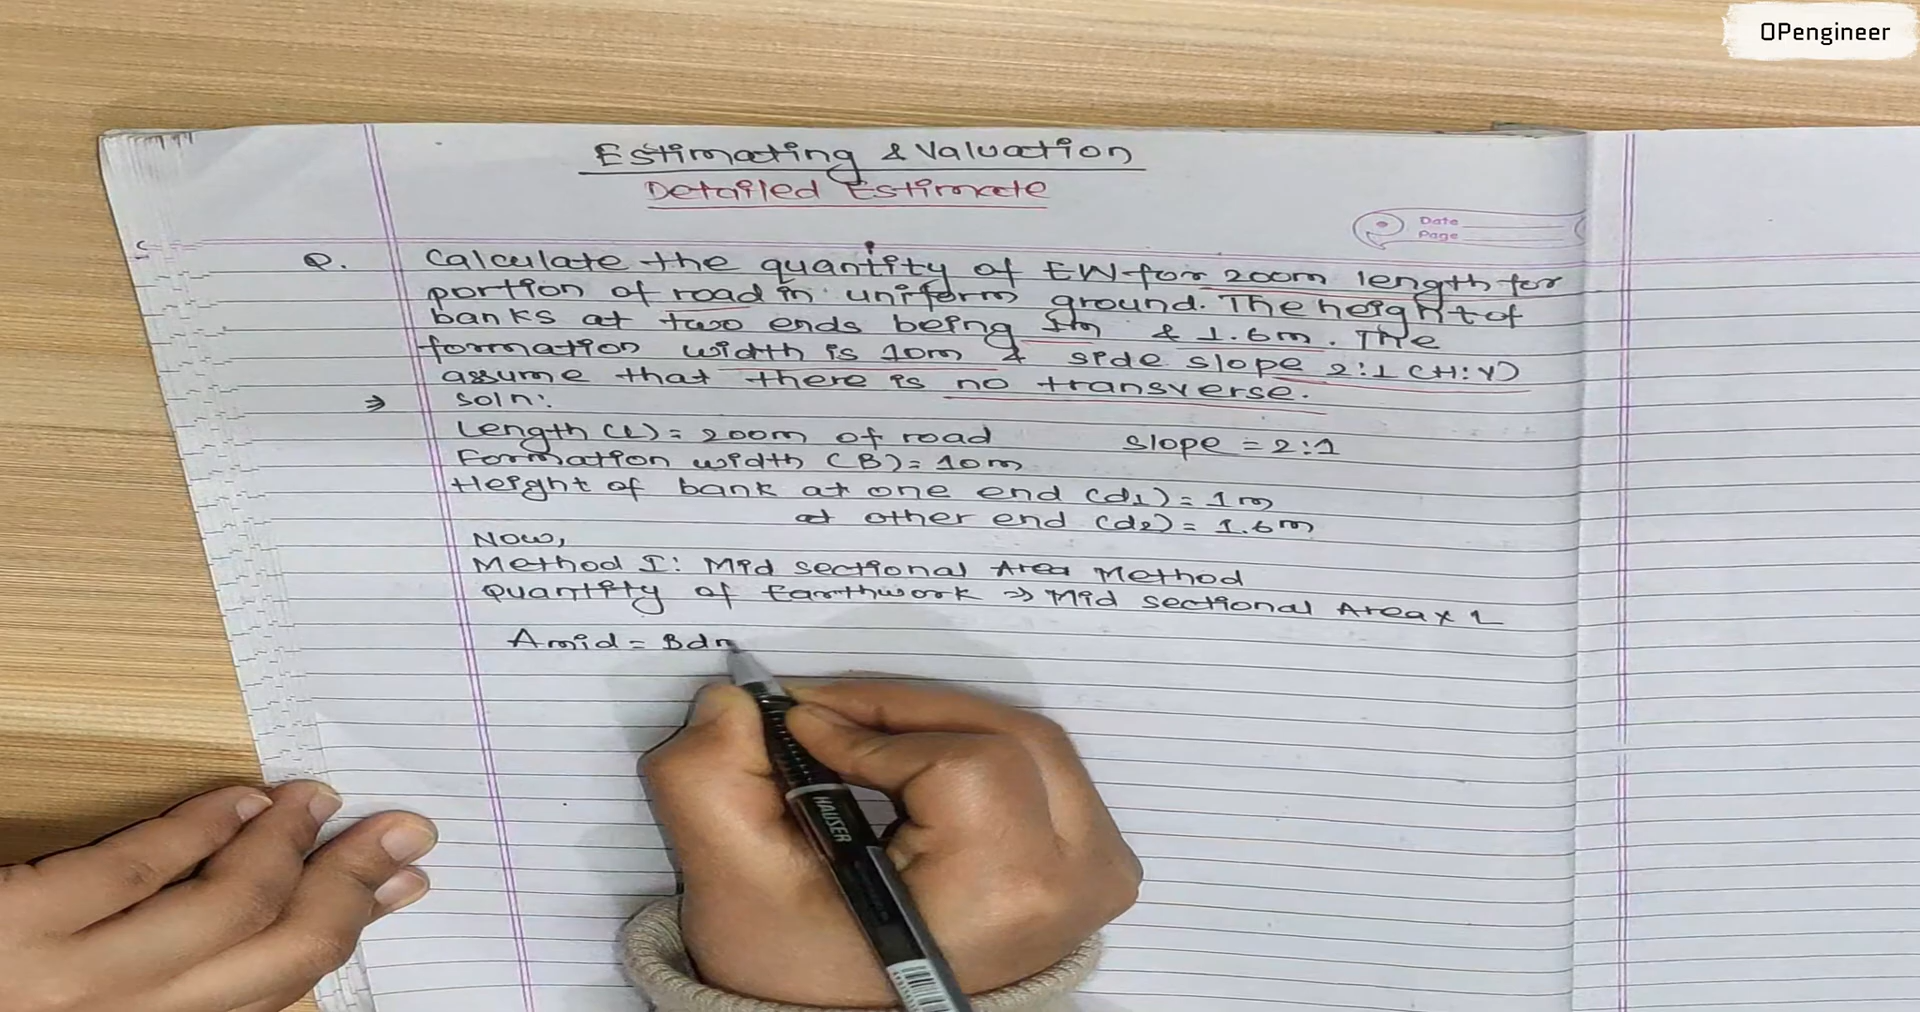 OPengineer
Estimating & Valuation
Detailed Estimate
Date
Page
Q. Calculate the quantity of EW for 200m length for
portion of road in uniform ground. The height of
banks at two ends being 1m & 1.6m. The
formation width is 10m & side slope 2:1 (H:V)
assume that there is no transverse.
⇒ Soln:
Length (L) = 200m of road slope = 2:1
Formation width (B) = 10m
Height of bank at one end (d1) = 1m
at other end (d2) = 1.6m
Now,
Method I: Mid sectional Area Method
Quantity of Earthwork ⇒ Mid sectional Area x L
Amid = Bdm
HAUSER